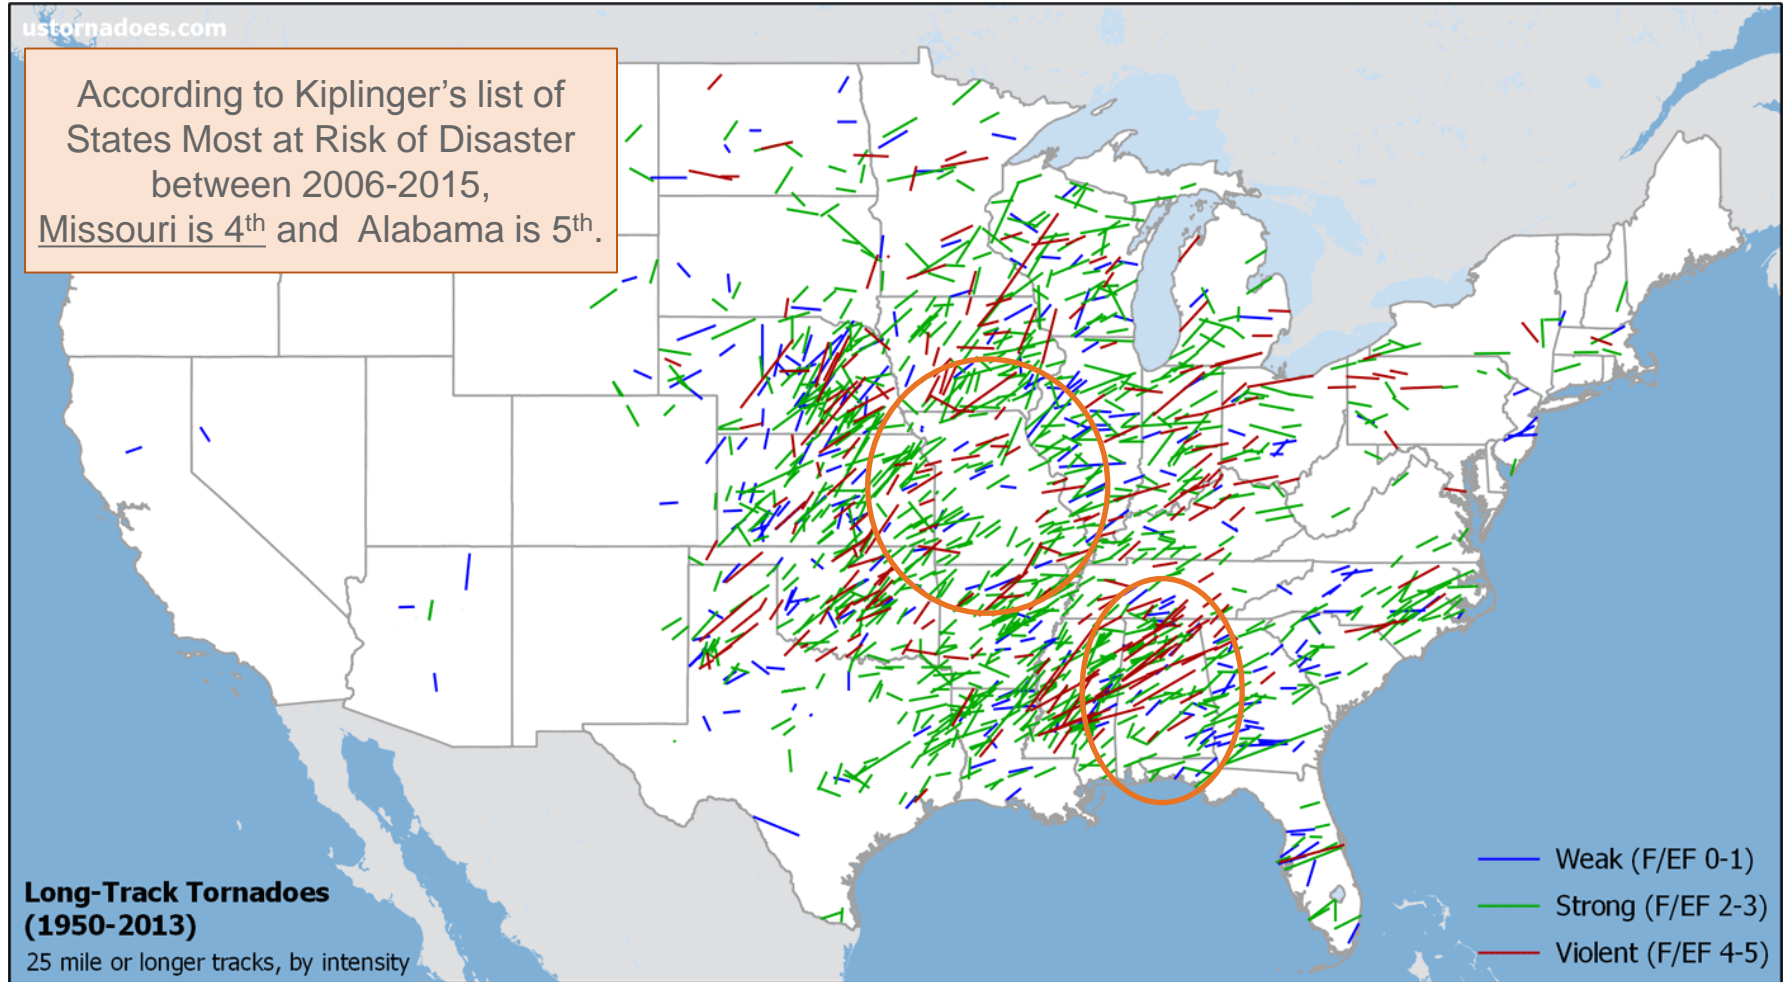 ustornadoes.com
According to Kiplinger’s list of
States Most at Risk of Disaster
between 2006-2015,
Missouri is 4th and Alabama is 5th.
Weak (F/EF 0-1)
Strong (F/EF 2-3)
Violent (F/EF 4-5)
Long-Track Tornadoes
(1950-2013)
25 mile or longer tracks, by intensity